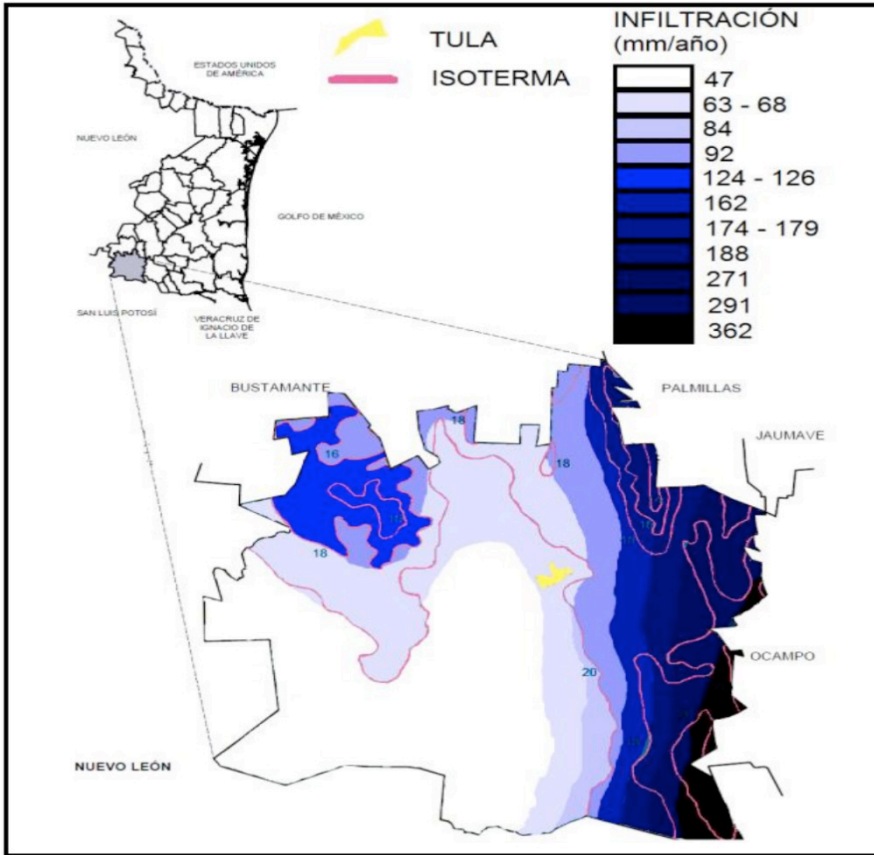 TULA
ISOTERMA
INFILTRACIÓN
(mm/año)
47
63 - 68
84
92
124 - 126
162
174 - 179
188
271
291
362
ESTADOS UNIDOS
DE AMÉRICA
NUEVO LEÓN
GOLFO DE MÉXICO
SAN LUIS POTOSÍ
VERACRUZ DE
IGNACIO DE
LA LLAVE
BUSTAMANTE
PALMILLAS
JAUMAVE
OCAMPO
NUEVO LEÓN
18
16
18
18
20